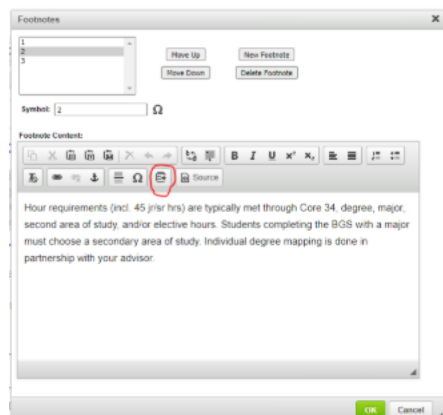 Footnotes
1
2
3
Move Up New Footnote
Move Down Delete Footnote
Symbol: 2 Ω
Footnote Content:
B I U x² x₂
Ω Source
Hour requirements (incl. 45 jr/sr hrs) are typically met through Core 34, degree, major,
second area of study, and/or elective hours. Students completing the BGS with a major
must choose a secondary area of study. Individual degree mapping is done in
partnership with your advisor.
OK Cancel